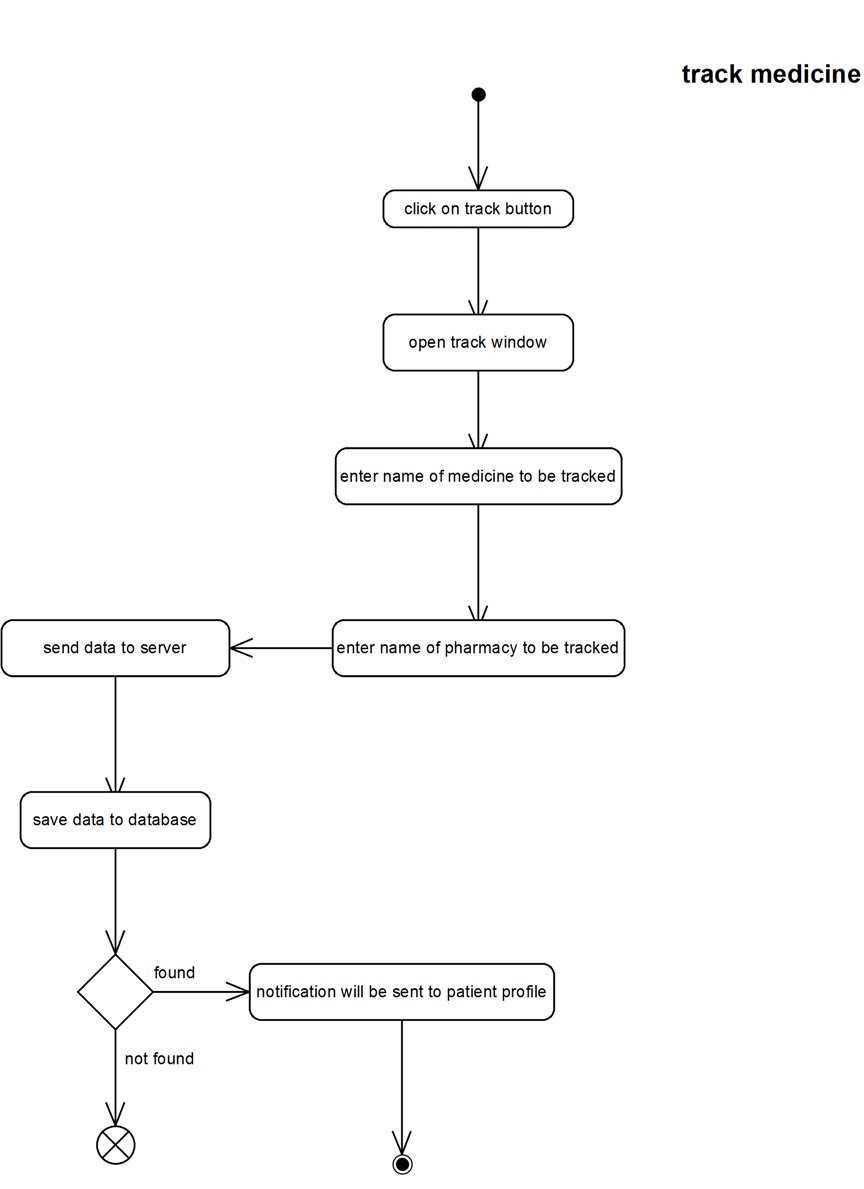 track medicine
click on track button
open track window
enter name of medicine to be tracked
enter name of pharmacy to be tracked
send data to server
save data to database
found
notification will be sent to patient profile
not found